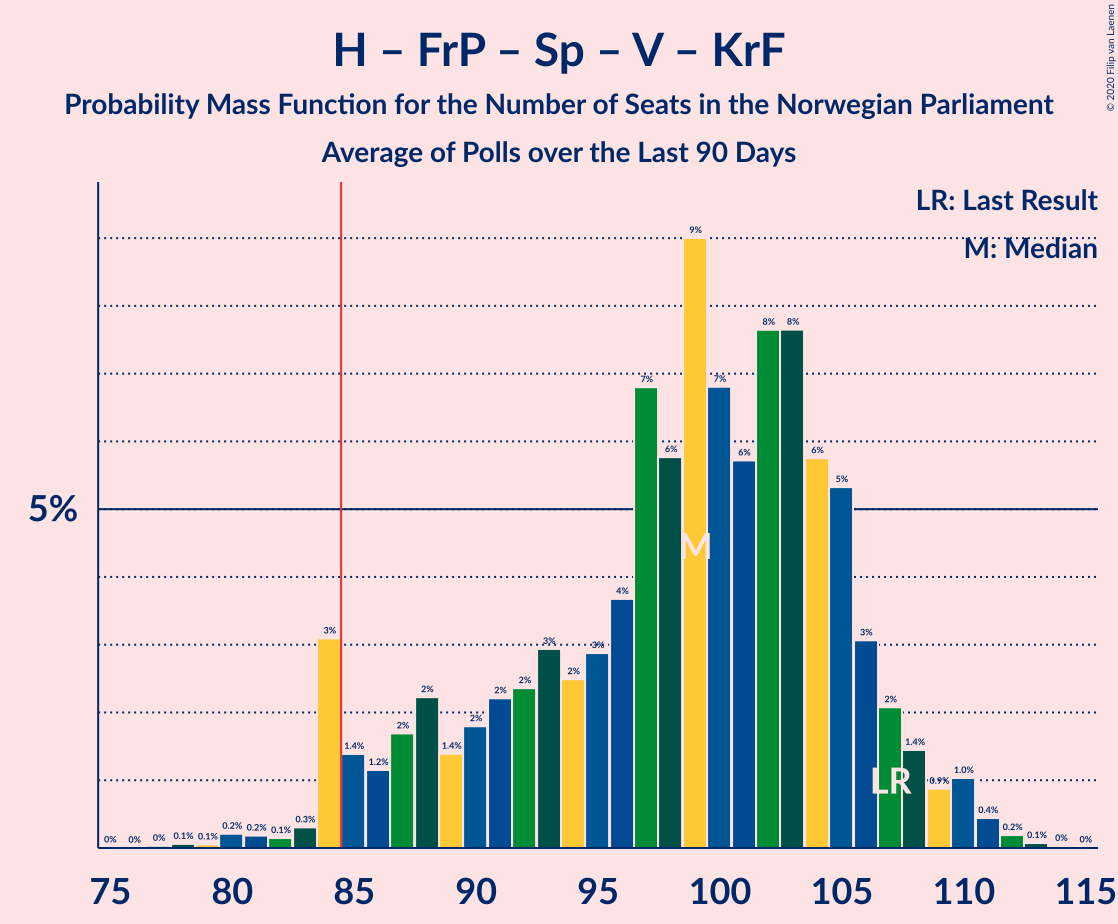 H – FrP – Sp – V – KrF
Probability Mass Function for the Number of Seats in the Norwegian Parliament
Average of Polls over the Last 90 Days
© 2020 Filip van Laenen
LR: Last Result
M: Median
5%
0% 0% 0% 0.1% 0.1% 0.2% 0.2% 0.1% 0.3% 3% 1.4% 1.2% 2% 2% 1.4% 2% 2% 2% 3% 2% 3% 4% 7% 6% 9% 7% 6% 8% 8% 6% 5% 3% 2% 1.4% 0.9% 1.0% 0.4% 0.2% 0.1% 0% 0%
M
LR
75 80 85 90 95 100 105 110 115